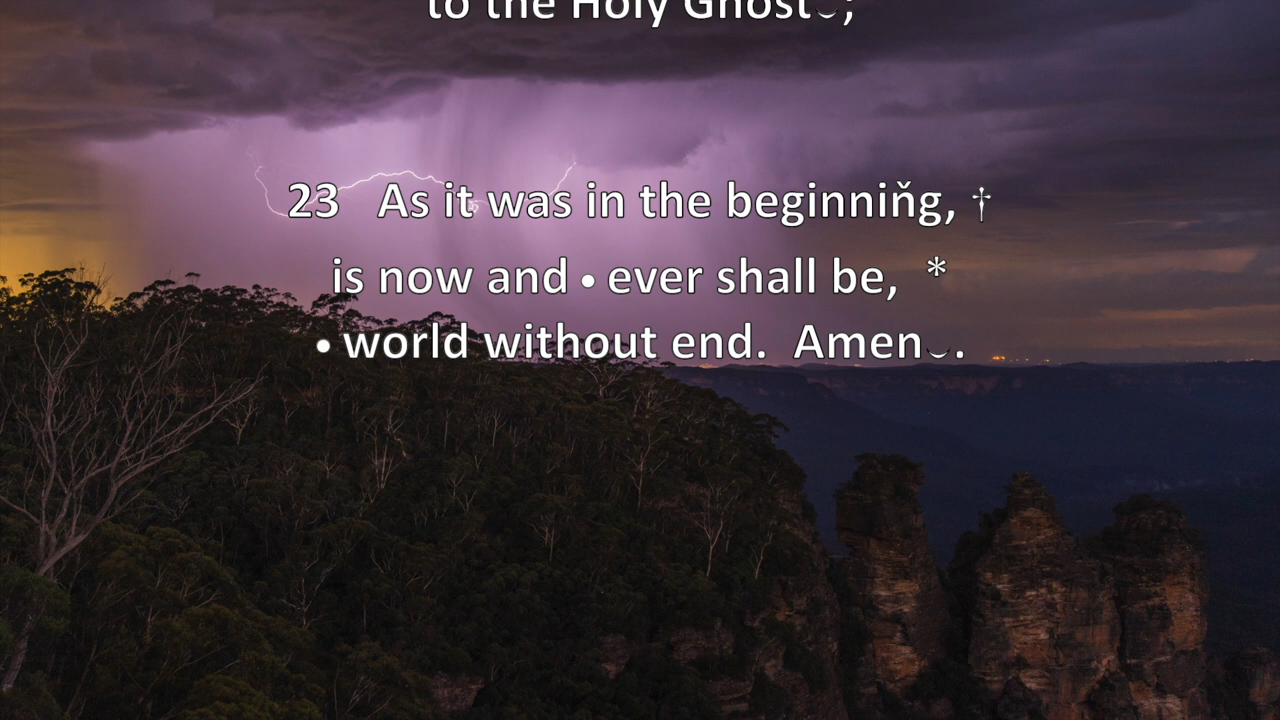 to the Holy Ghost‿;
23 As it was in the beginniňg, †
is now and • ever shall be, *
• world without end. Amen‿.